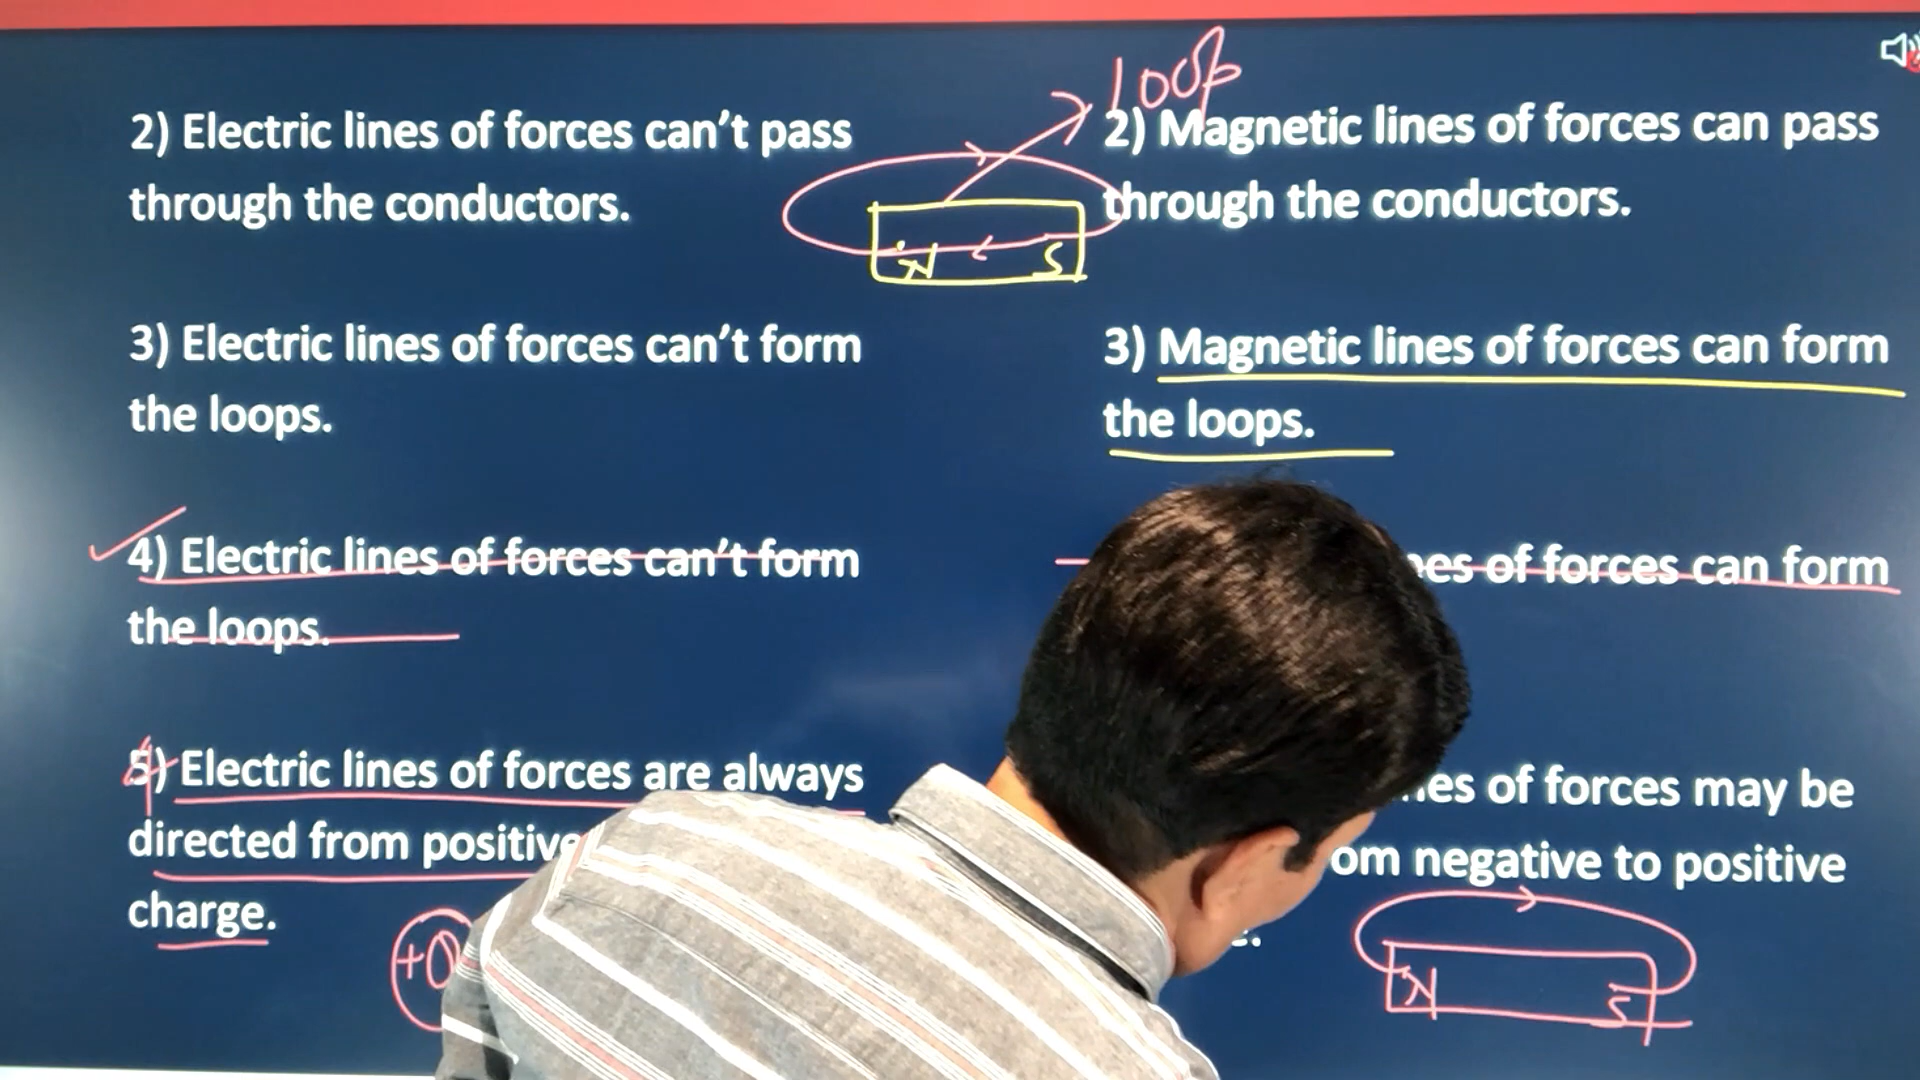 loop
2) Electric lines of forces can't pass
through the conductors.
2) Magnetic lines of forces can pass
through the conductors.
N S
3) Electric lines of forces can't form
the loops.
3) Magnetic lines of forces can form
the loops.
4) Electric lines of forces can't form
the loops.
of forces can form
5) Electric lines of forces are always
directed from positive
charge.
4
+Q
of forces may be
negative to positive
N S